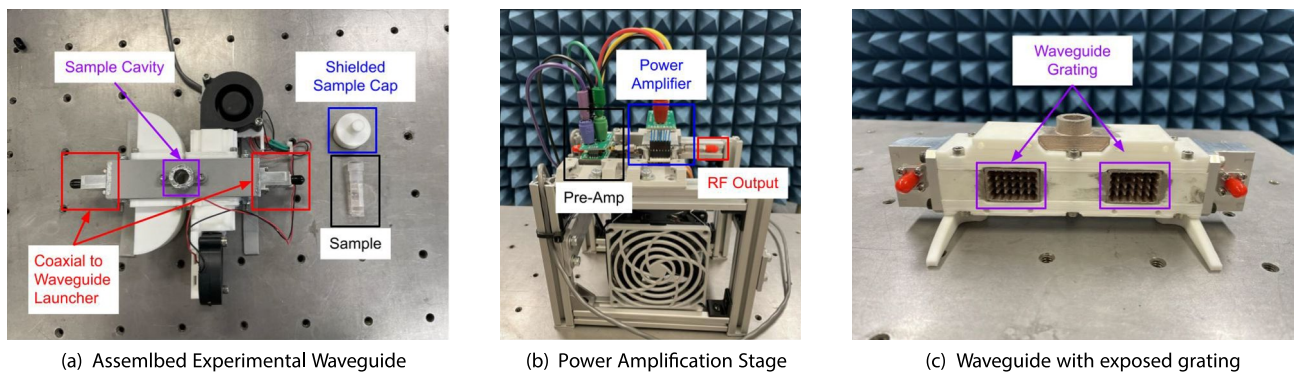 Sample Cavity
Shielded
Sample Cap
Coaxial to
Waveguide
Launcher
Sample
(a) Assemlbed Experimental Waveguide
Power
Amplifier
Pre-Amp
RF Output
(b) Power Amplification Stage
Waveguide
Grating
(c) Waveguide with exposed grating